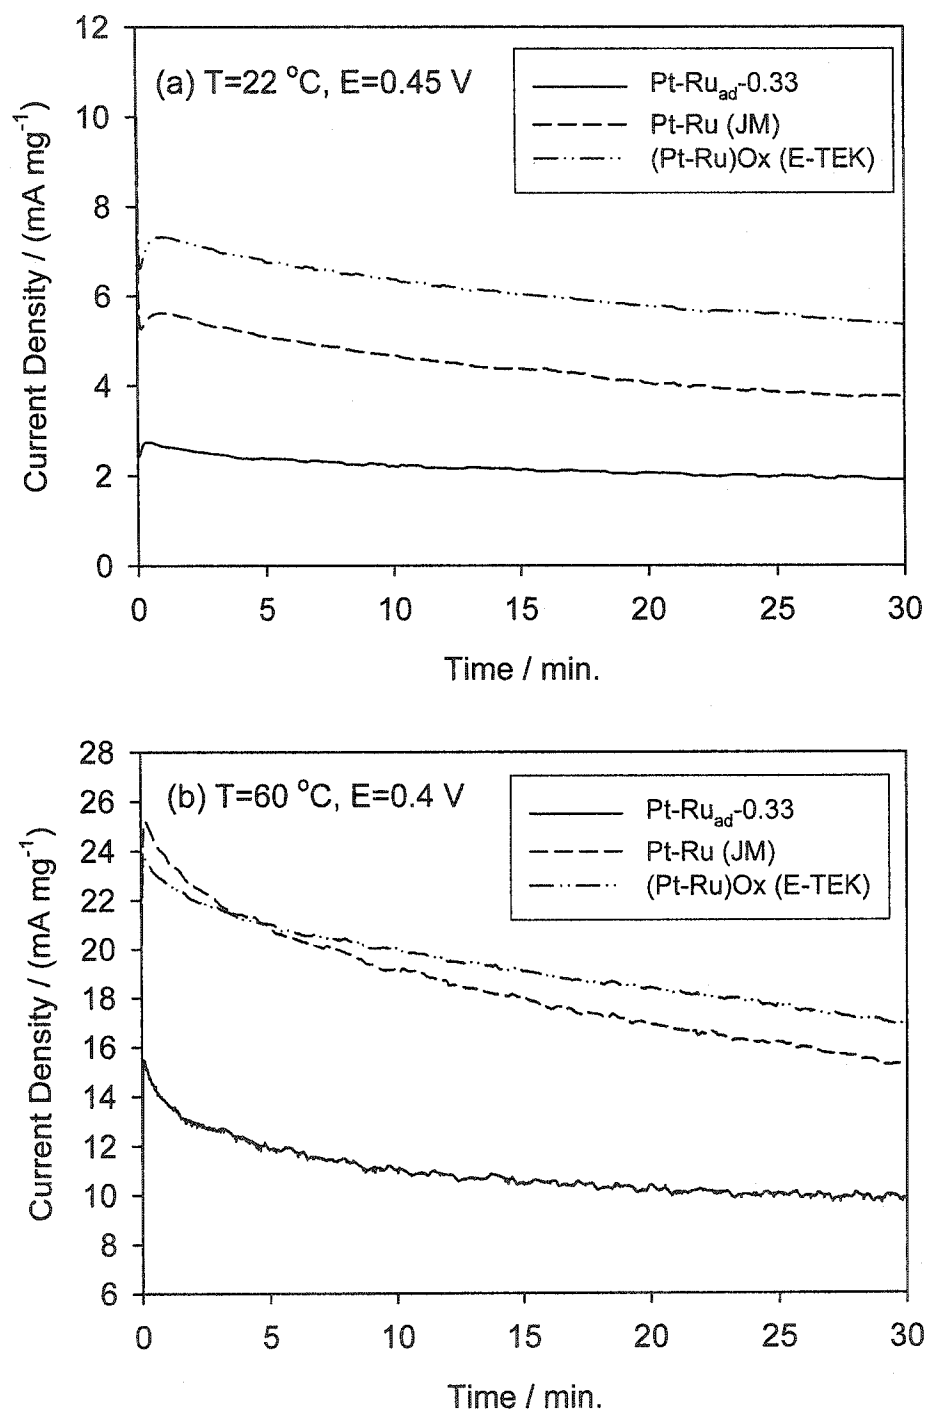 (a) T=22 °C, E=0.45 V
Pt-Ruad-0.33
Pt-Ru (JM)
(Pt-Ru)Ox (E-TEK)
Current Density / (mA mg-1)
12
10
8
6
4
2
0
0 5 10 15 20 25 30
Time / min.
(b) T=60 °C, E=0.4 V
Pt-Ruad-0.33
Pt-Ru (JM)
(Pt-Ru)Ox (E-TEK)
Current Density / (mA mg-1)
28
26
24
22
20
18
16
14
12
10
8
6
0 5 10 15 20 25 30
Time / min.